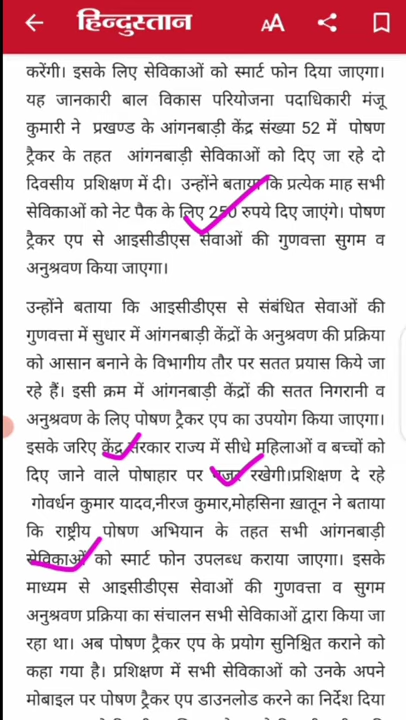 हिन्दुस्तान
AA
करेंगी। इसके लिए सेविकाओं को स्मार्ट फोन दिया जाएगा।
यह जानकारी बाल विकास परियोजना पदाधिकारी मंजू
कुमारी ने प्रखण्ड के आंगनबाड़ी केंद्र संख्या 52 में पोषण
ट्रैकर के तहत आंगनबाड़ी सेविकाओं को दिए जा रहे दो
दिवसीय प्रशिक्षण में दी। उन्होंने बताया कि प्रत्येक माह सभी
सेविकाओं को नेट पैक के लिए 250 रुपये दिए जाएंगे। पोषण
ट्रैकर एप से आइसीडीएस सेवाओं की गुणवत्ता सुगम व
अनुश्रवण किया जाएगा।
उन्होंने बताया कि आइसीडीएस से संबंधित सेवाओं की
गुणवत्ता में सुधार में आंगनबाड़ी केंद्रों के अनुश्रवण की प्रक्रिया
को आसान बनाने के विभागीय तौर पर सतत प्रयास किये जा
रहे हैं। इसी क्रम में आंगनबाड़ी केंद्रों की सतत निगरानी व
अनुश्रवण के लिए पोषण ट्रैकर एप का उपयोग किया जाएगा।
इसके जरिए केंद्र सरकार राज्य में सीधे महिलाओं व बच्चों को
दिए जाने वाले पोषाहार पर नजर रखेगी।प्रशिक्षण दे रहे
गोवर्धन कुमार यादव,नीरज कुमार,मोहसिना ख़ातून ने बताया
कि राष्ट्रीय पोषण अभियान के तहत सभी आंगनबाड़ी
सेविकाओं को स्मार्ट फोन उपलब्ध कराया जाएगा। इसके
माध्यम से आइसीडीएस सेवाओं की गुणवत्ता व सुगम
अनुश्रवण प्रक्रिया का संचालन सभी सेविकाओं द्वारा किया जा
रहा था। अब पोषण ट्रैकर एप के प्रयोग सुनिश्चित कराने को
कहा गया है। प्रशिक्षण में सभी सेविकाओं को उनके अपने
मोबाइल पर पोषण ट्रैकर एप डाउनलोड करने का निर्देश दिया